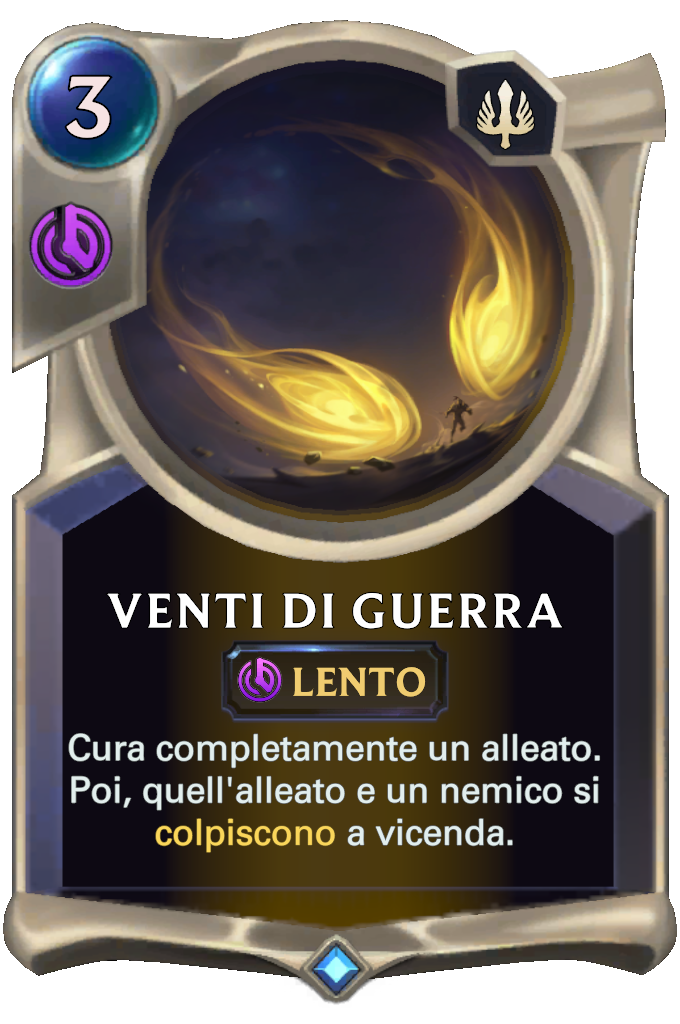 3
VENTI DI GUERRA
LENTO
Cura completamente un alleato.
Poi, quell'alleato e un nemico si
colpiscono a vicenda.